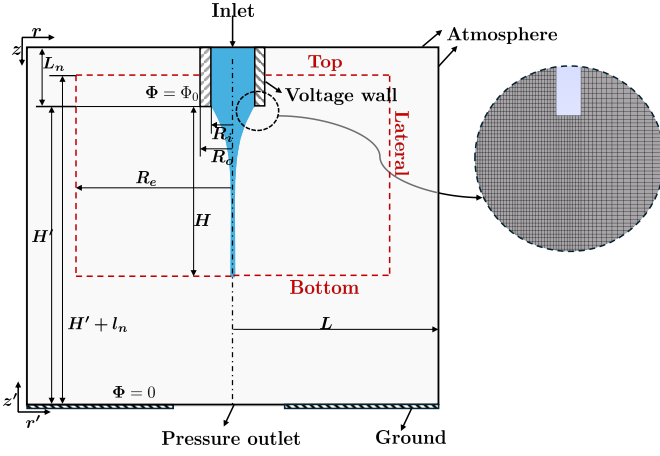 Inlet
Atmosphere
r
z
Top
L_n
Φ = Φ_0
Voltage wall
Lateral
R_i
R_o
R_e
H
H′
Bottom
H′ + l_n
L
Φ = 0
z′
r′
Pressure outlet
Ground